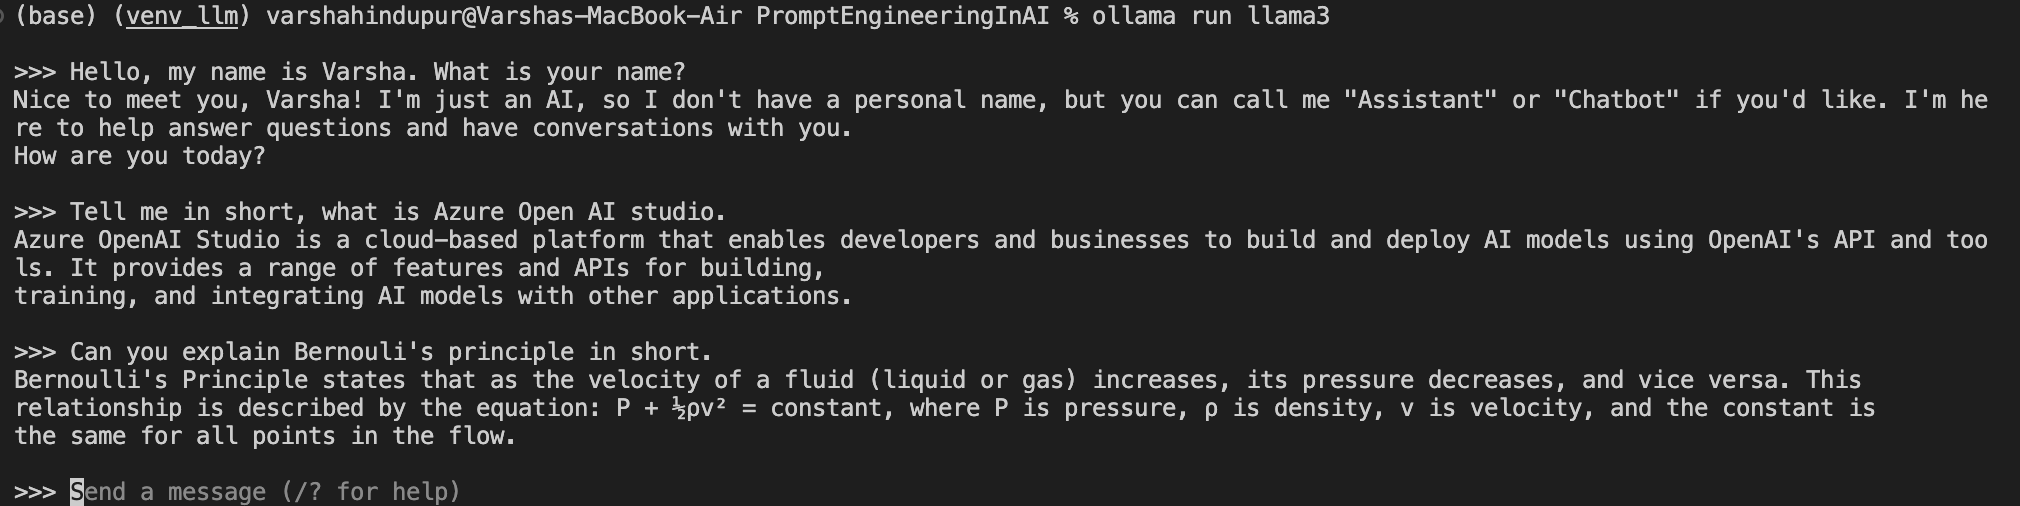 (base) (venv_llm) varshahindupur@Varshas-MacBook-Air PromptEngineeringInAI % ollama run llama3
>>> Hello, my name is Varsha. What is your name?
Nice to meet you, Varsha! I'm just an AI, so I don't have a personal name, but you can call me "Assistant" or "Chatbot" if you'd like. I'm he
re to help answer questions and have conversations with you.
How are you today?
>>> Tell me in short, what is Azure Open AI studio.
Azure OpenAI Studio is a cloud-based platform that enables developers and businesses to build and deploy AI models using OpenAI's API and too
ls. It provides a range of features and APIs for building,
training, and integrating AI models with other applications.
>>> Can you explain Bernouli's principle in short.
Bernoulli's Principle states that as the velocity of a fluid (liquid or gas) increases, its pressure decreases, and vice versa. This
relationship is described by the equation: P + ½ρv² = constant, where P is pressure, ρ is density, v is velocity, and the constant is
the same for all points in the flow.
>>> Send a message (/? for help)